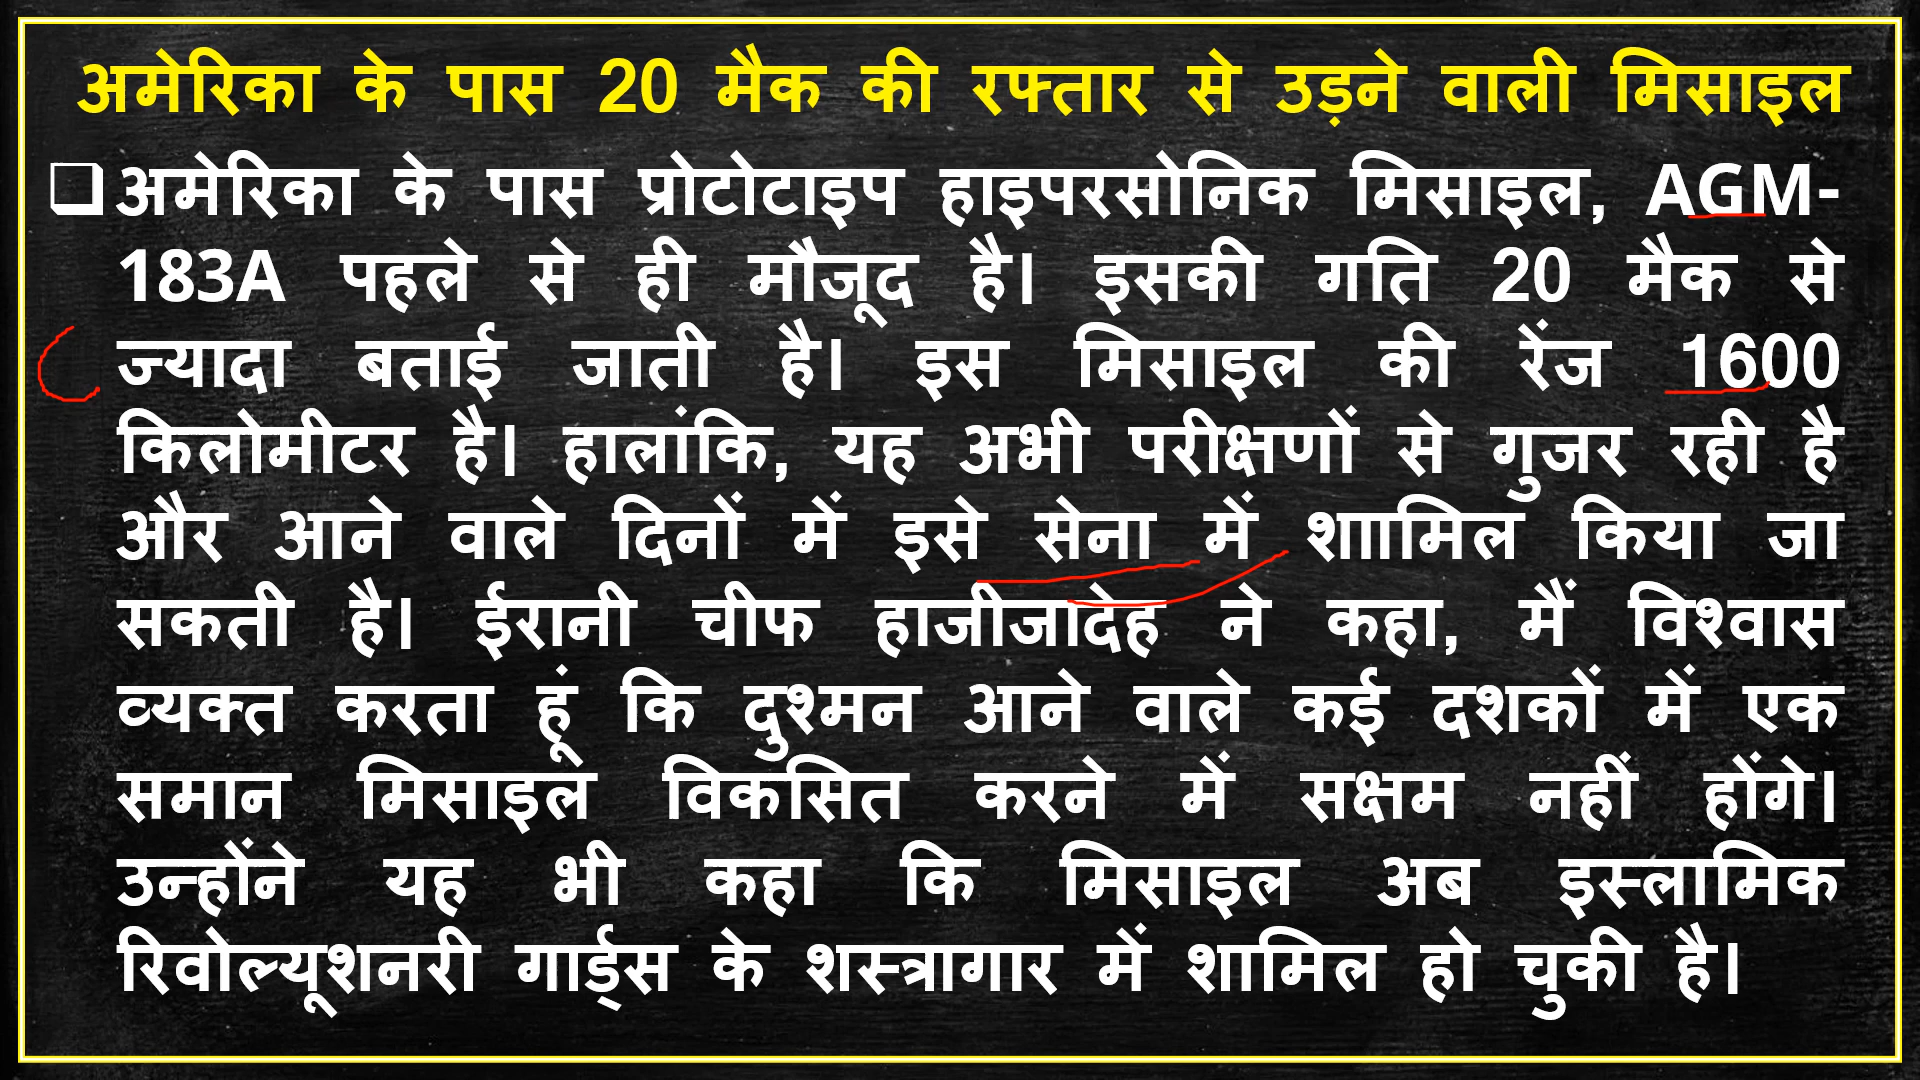 अमेरिका के पास 20 मैक की रफ्तार से उड़ने वाली मिसाइल
अमेरिका के पास प्रोटोटाइप हाइपरसोनिक मिसाइल, AGM-
183A पहले से ही मौजूद है। इसकी गति 20 मैक से
ज्यादा बताई जाती है। इस मिसाइल की रेंज 1600
किलोमीटर है। हालांकि, यह अभी परीक्षणों से गुजर रही है
और आने वाले दिनों में इसे सेना में शाामिल किया जा
सकती है। ईरानी चीफ हाजीजादेह ने कहा, मैं विश्वास
व्यक्त करता हूं कि दुश्मन आने वाले कई दशकों में एक
समान मिसाइल विकसित करने में सक्षम नहीं होंगे।
उन्होंने यह भी कहा कि मिसाइल अब इस्लामिक
रिवोल्यूशनरी गार्ड्स के शस्त्रागार में शामिल हो चुकी है।